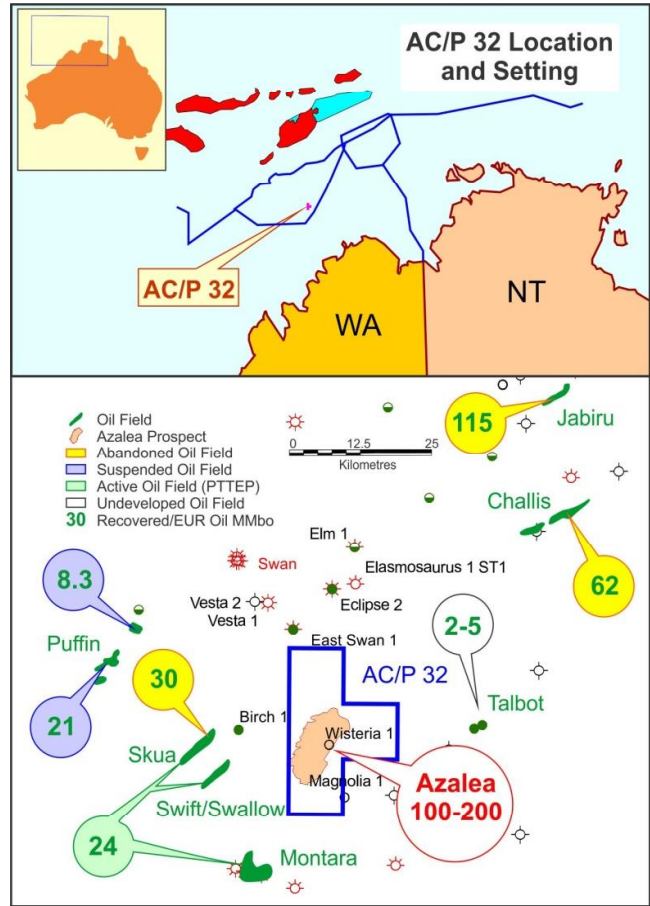 AC/P 32 Location
and Setting
AC/P 32
WA
NT
Oil Field
Azalea Prospect
Abandoned Oil Field
Suspended Oil Field
Active Oil Field (PTTEP)
Undeveloped Oil Field
30 Recovered/EUR Oil MMbo
0 12.5 25
Kilometres
115
Jabiru
Challis
62
Elm 1
Swan
Elasmosaurus 1 ST1
8.3
Vesta 2
Eclipse 2
Vesta 1
East Swan 1
2-5
Puffin
AC/P 32
30
21
Talbot
Birch 1
Skua
Wisteria 1
Magnolia 1
Azalea
100-200
Swift/Swallow
24
Montara